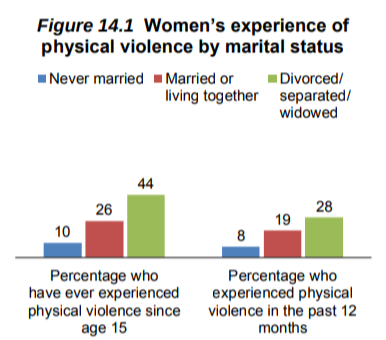 Figure 14.1 Women's experience of
physical violence by marital status
Never married
Married or
living together
Divorced/
separated/
widowed
10
26
44
8
19
28
Percentage who
have ever experienced
physical violence since
age 15
Percentage who
experienced physical
violence in the past 12
months